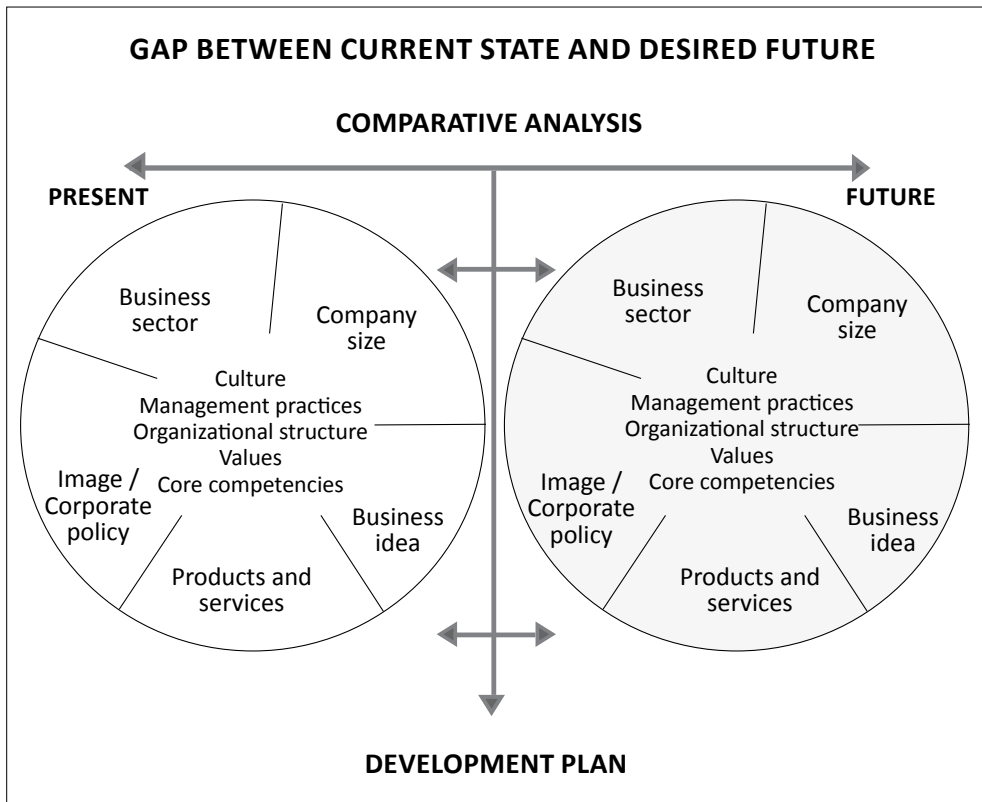 GAP BETWEEN CURRENT STATE AND DESIRED FUTURE
COMPARATIVE ANALYSIS
PRESENT
Business
sector
Company
size
Culture
Management practices
Organizational structure
Values
Core competencies
Image /
Corporate
policy
Business
idea
Products and
services
FUTURE
Business
sector
Company
size
Culture
Management practices
Organizational structure
Values
Core competencies
Image /
Corporate
policy
Business
idea
Products and
services
DEVELOPMENT PLAN